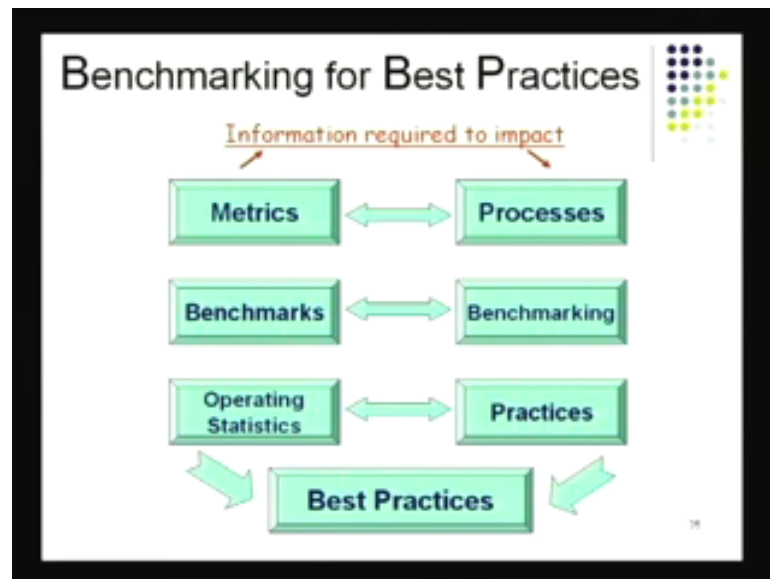 Benchmarking for Best Practices
Information required to impact
Metrics
Processes
Benchmarks
Benchmarking
Operating
Statistics
Practices
Best Practices